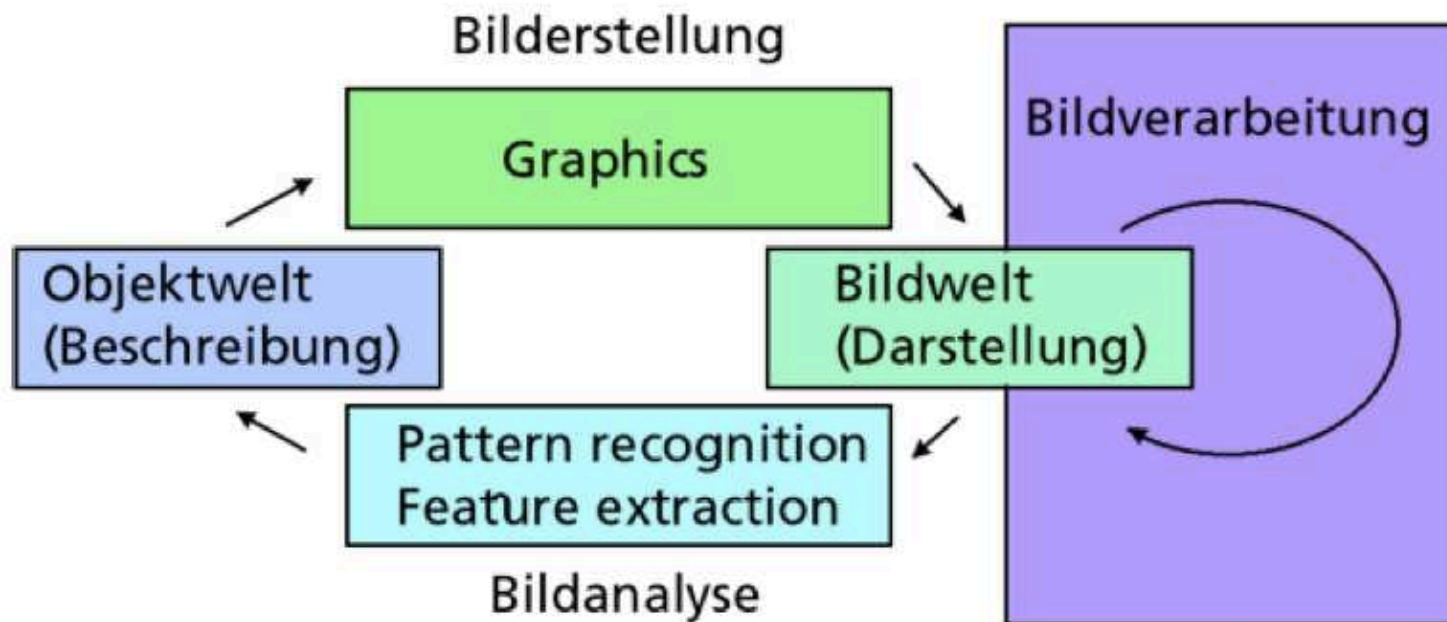 Bilderstellung
Graphics
Bildverarbeitung
Objektwelt
(Beschreibung)
Bildwelt
(Darstellung)
Pattern recognition
Feature extraction
Bildanalyse